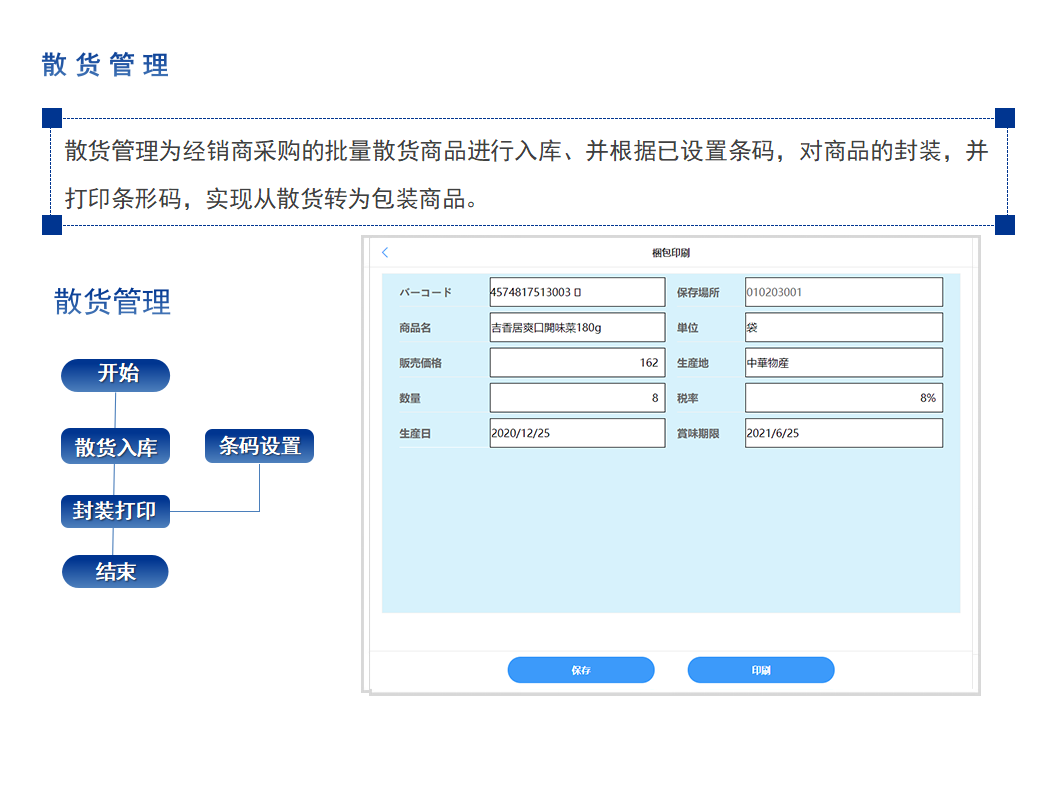 散货管理
散货管理为经销商采购的批量散货商品进行入库、并根据已设置条码，对商品的封装，并
打印条形码，实现从散货转为包装商品。
散货管理
开始
散货入库
条码设置
封装打印
结束
梱包印刷
バーコード 4574817513003 保存場所 010203001
商品名 吉香居爽口開味菜180g 単位 袋
販売価格 162 生産地 中華物産
数量 8 税率 8%
生産日 2020/12/25 賞味期限 2021/6/25
保存 印刷